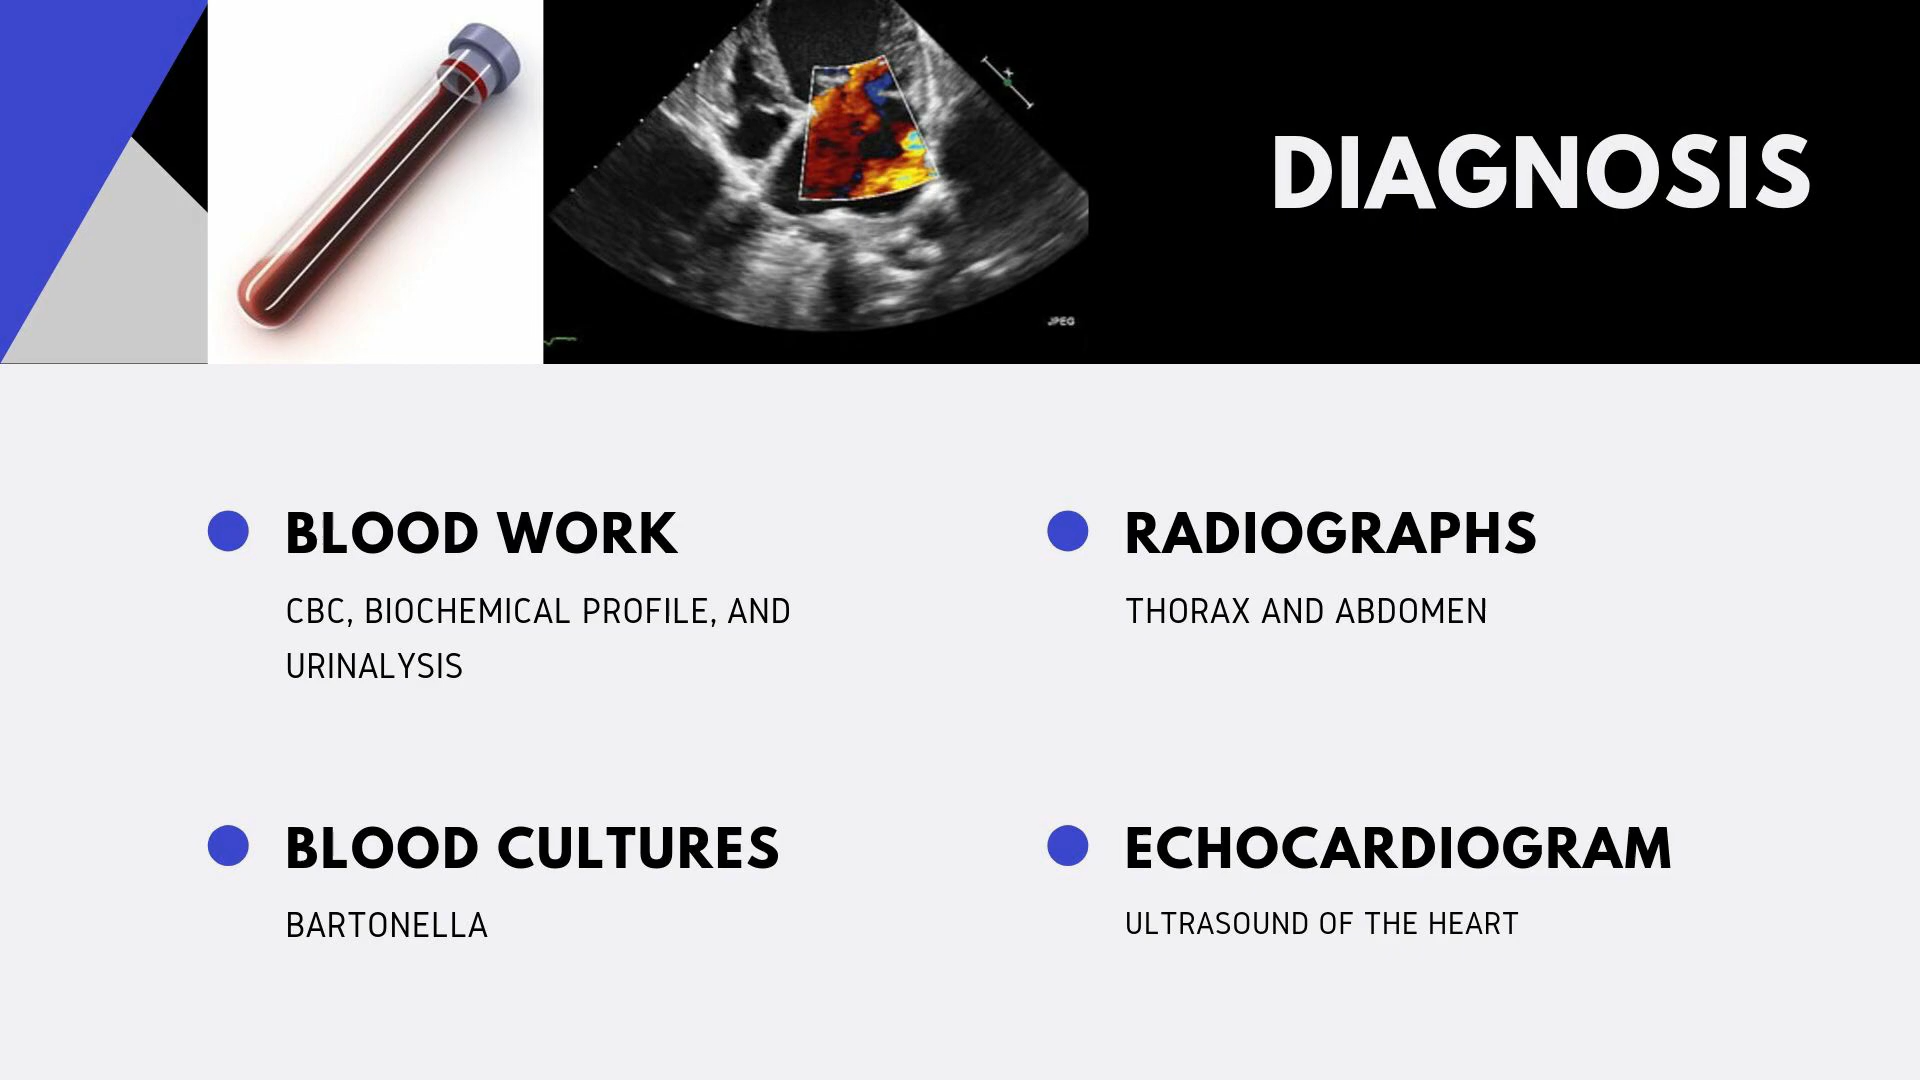 DIAGNOSIS
JPEG
BLOOD WORK
CBC, BIOCHEMICAL PROFILE, AND
URINALYSIS
RADIOGRAPHS
THORAX AND ABDOMEN
BLOOD CULTURES
BARTONELLA
ECHOCARDIOGRAM
ULTRASOUND OF THE HEART